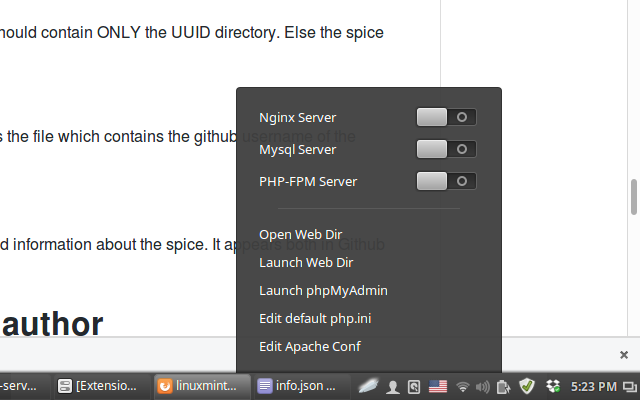 hould contain ONLY the UUID directory. Else the spice
Nginx Server
s the file which contains the github username of the
Mysql Server
PHP-FPM Server
Open Web Dir
d information about the spice. It appears both in Github
Launch Web Dir
Launch phpMyAdmin
Edit default php.ini
author
Edit Apache Conf
-serv...
[Extensio...
linuxmint...
info.json ...
5:23 PM